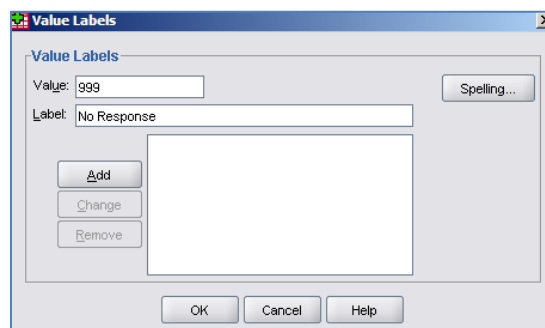 Value Labels
Value Labels
Value: 999
Spelling...
Label: No Response
Add
Change
Remove
OK Cancel Help